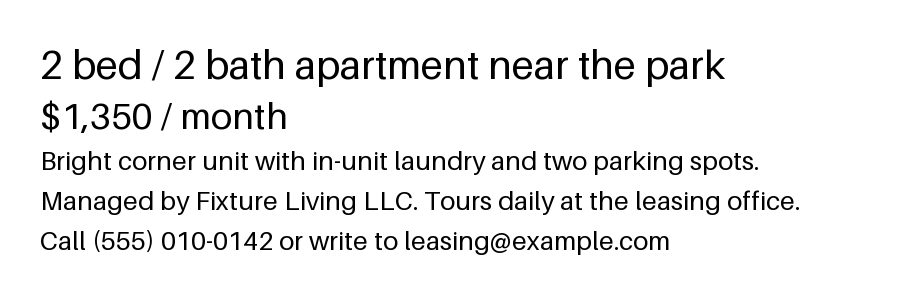 2 bed / 2 bath apartment near the park
$1,350 / month
Bright corner unit with in-unit laundry and two parking spots.
Managed by Fixture Living LLC. Tours daily at the leasing office.
Call (555) 010-0142 or write to leasing@example.com